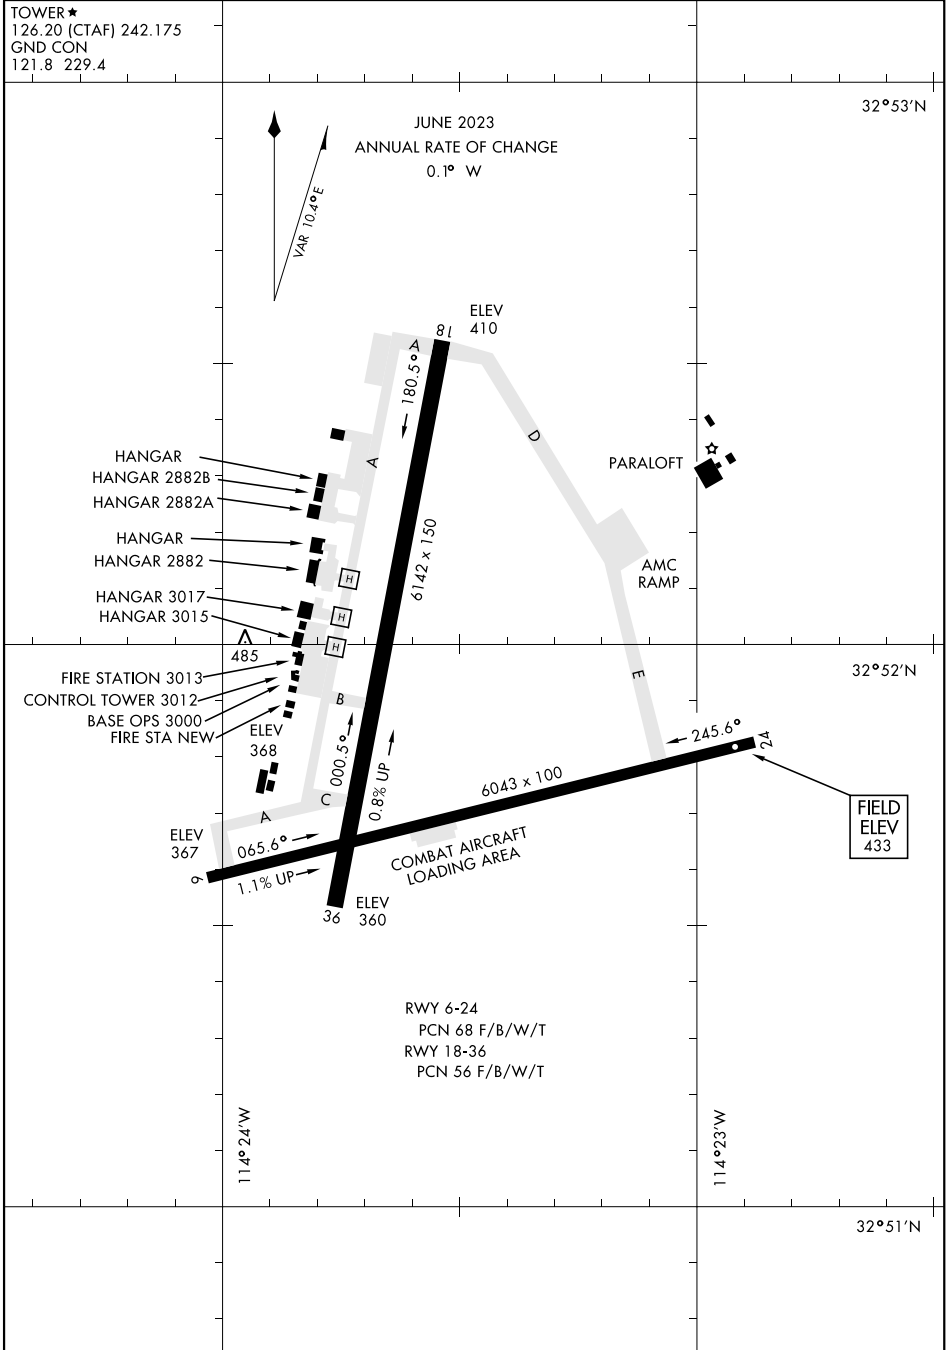 TOWER★
126.20 (CTAF) 242.175
GND CON
121.8 229.4
32°53'N
JUNE 2023
ANNUAL RATE OF CHANGE
0.1° W
VAR 10.4°E
ELEV
410
18
A
180.5°
D
A
HANGAR
HANGAR 2882B
HANGAR 2882A
HANGAR
HANGAR 2882
HANGAR 3017
HANGAR 3015
PARALOFT
6142 x 150
AMC
RAMP
H
H
H
485
32°52'N
FIRE STATION 3013
CONTROL TOWER 3012
BASE OPS 3000
FIRE STA NEW
E
B
ELEV
368
000.5°
0.8% UP
245.6°
24
6043 x 100
C
A
FIELD
ELEV
433
ELEV
367
065.6°
COMBAT AIRCRAFT
LOADING AREA
6
1.1% UP
36
ELEV
360
RWY 6-24
PCN 68 F/B/W/T
RWY 18-36
PCN 56 F/B/W/T
114°24'W
114°23'W
32°51'N